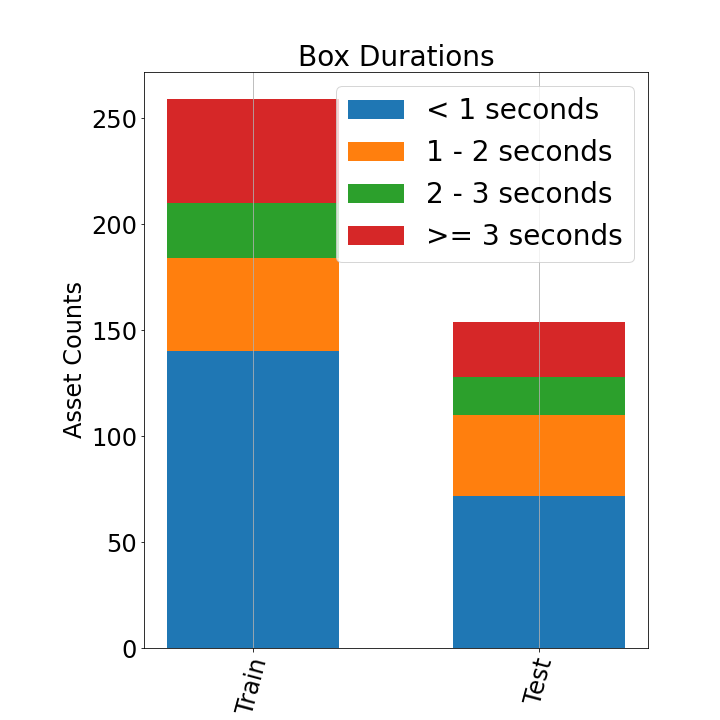 Box Durations
< 1 seconds
1 - 2 seconds
2 - 3 seconds
>= 3 seconds
Asset Counts
250
200
150
100
50
0
Train
Test